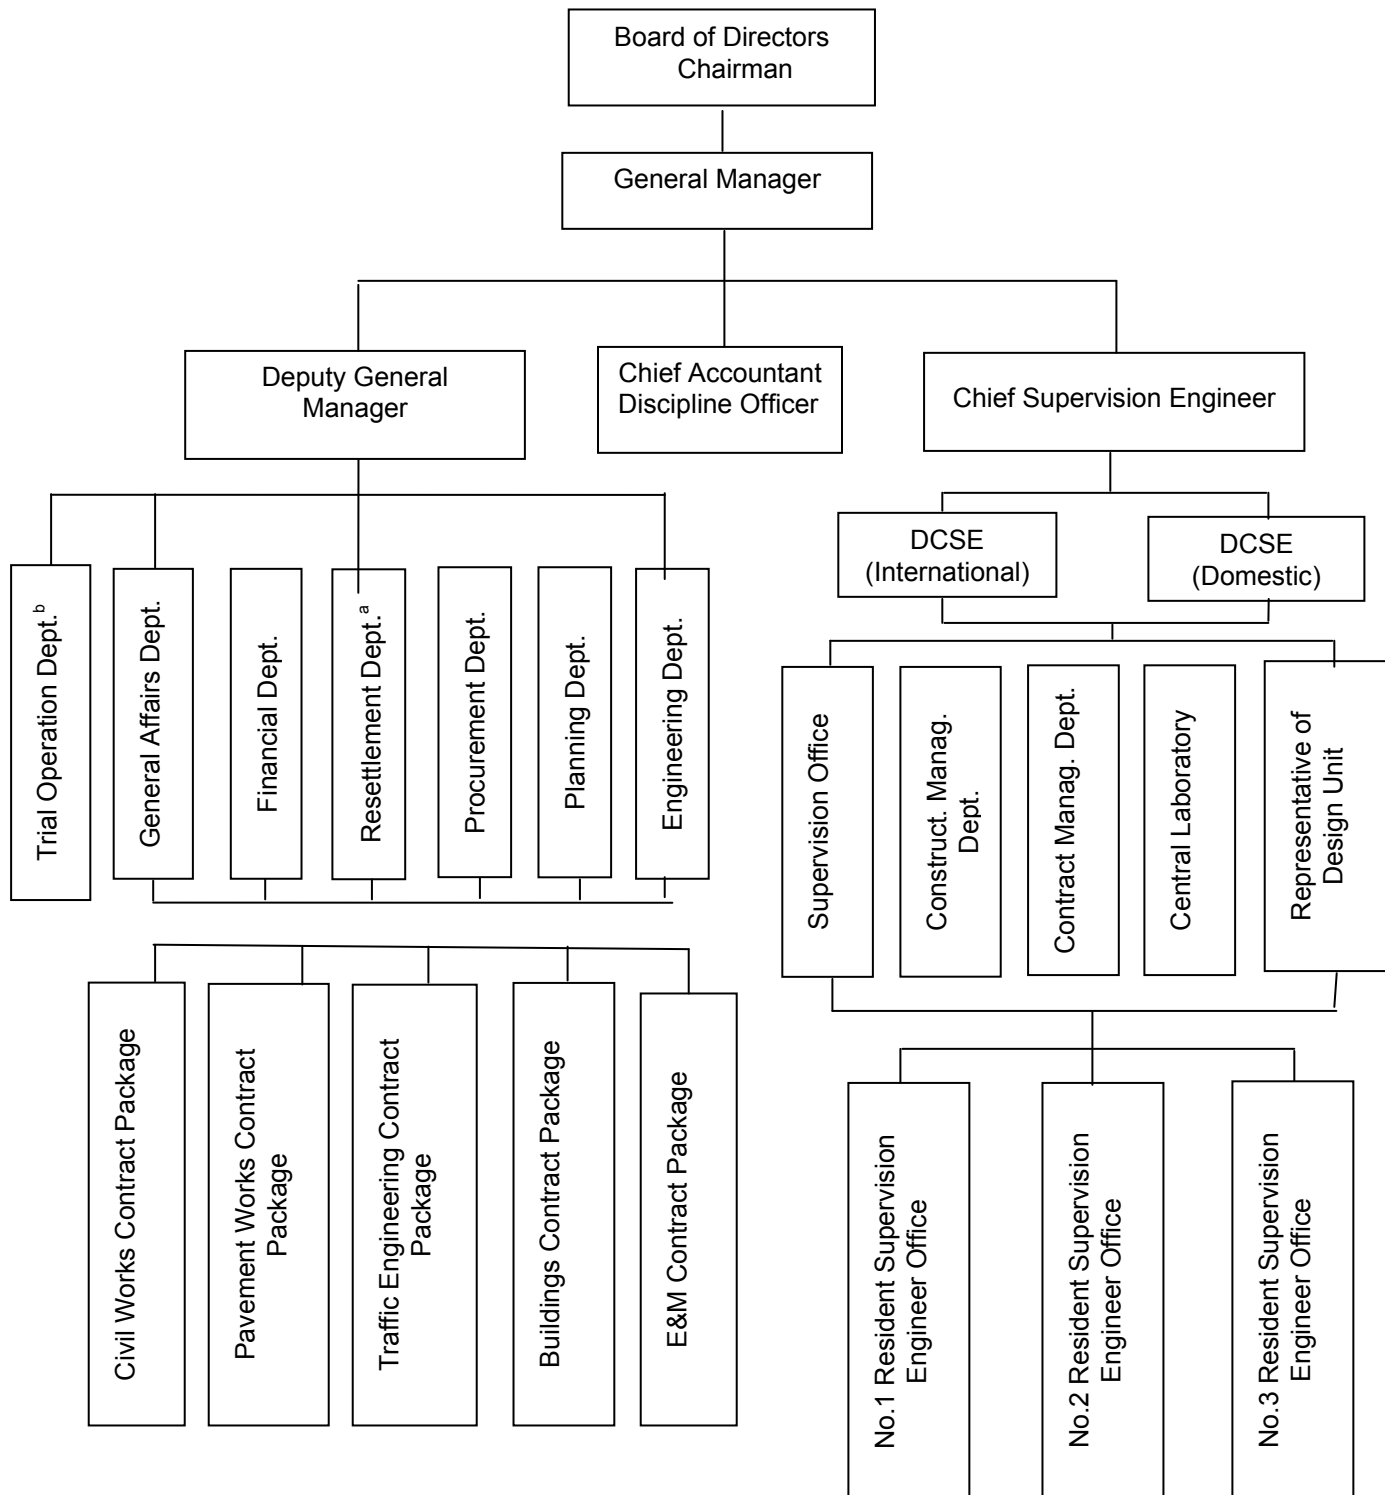 Board of Directors
Chairman
General Manager
Deputy General
Manager
Chief Accountant
Discipline Officer
Chief Supervision Engineer
DCSE
(International)
DCSE
(Domestic)
Trial Operation Dept.b
General Affairs Dept.
Financial Dept.
Resettlement Dept.a
Procurement Dept.
Planning Dept.
Engineering Dept.
Supervision Office
Construct. Manag.
Dept.
Contract Manag. Dept.
Central Laboratory
Representative of
Design Unit
Civil Works Contract Package
Pavement Works Contract
Package
Traffic Engineering Contract
Package
Buildings Contract Package
E&M Contract Package
No.1 Resident Supervision
Engineer Office
No.2 Resident Supervision
Engineer Office
No.3 Resident Supervision
Engineer Office